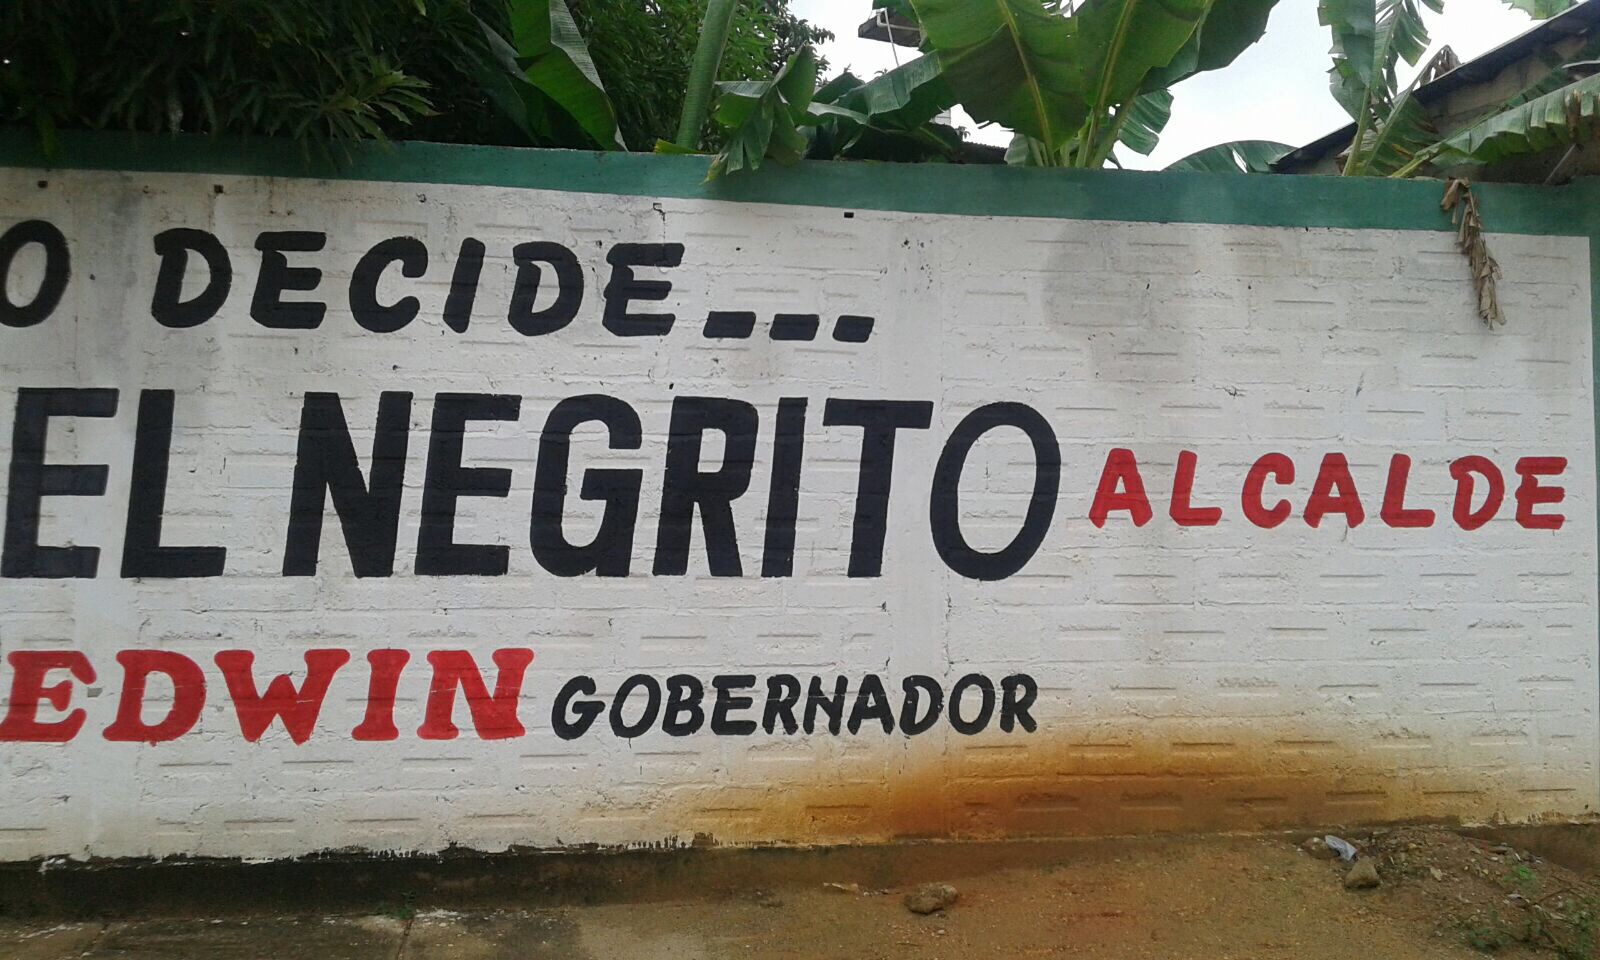 O DECIDE...
EL NEGRITO ALCALDE
EDWIN GOBERNADOR